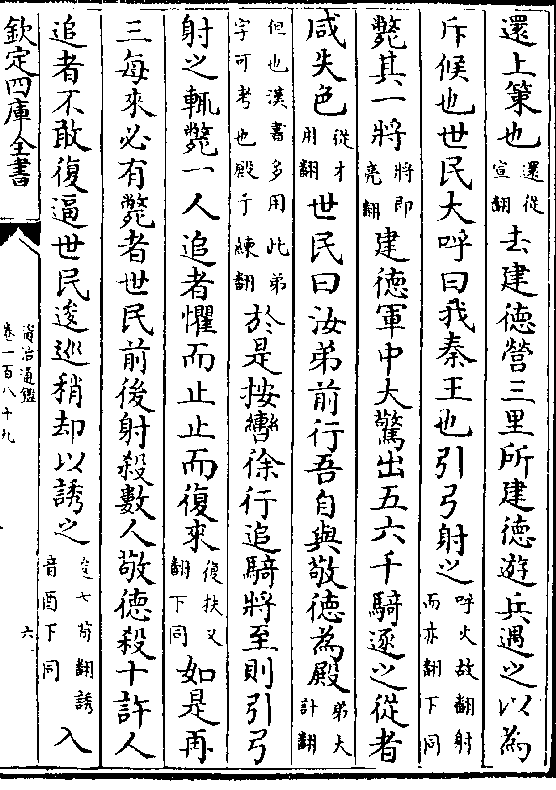 還上策也還從宣翻去建德營三里所建德遊兵遇之以為
斥候也世民大呼曰我秦王也引弓射之呼火故翻射而亦翻下同
斃其一將將即亮翻建德軍中大驚出五六千騎逐之從者
咸失色從才用翻世民曰汝弟前行吾自與敬德為殿弟大計翻
但也漢書多用此弟字可考也殿丁練翻於是按轡徐行追騎將至則引弓
射之輒斃一人追者懼而止止而復來復扶又翻下同如是再
三每來必有斃者世民前後射殺數人敬德殺十許人
追者不敢復逼世民逡巡稍却以誘之逡七荀翻誘音酉下同入
欽定四庫全書
資治通鑑
卷一百八十九
六